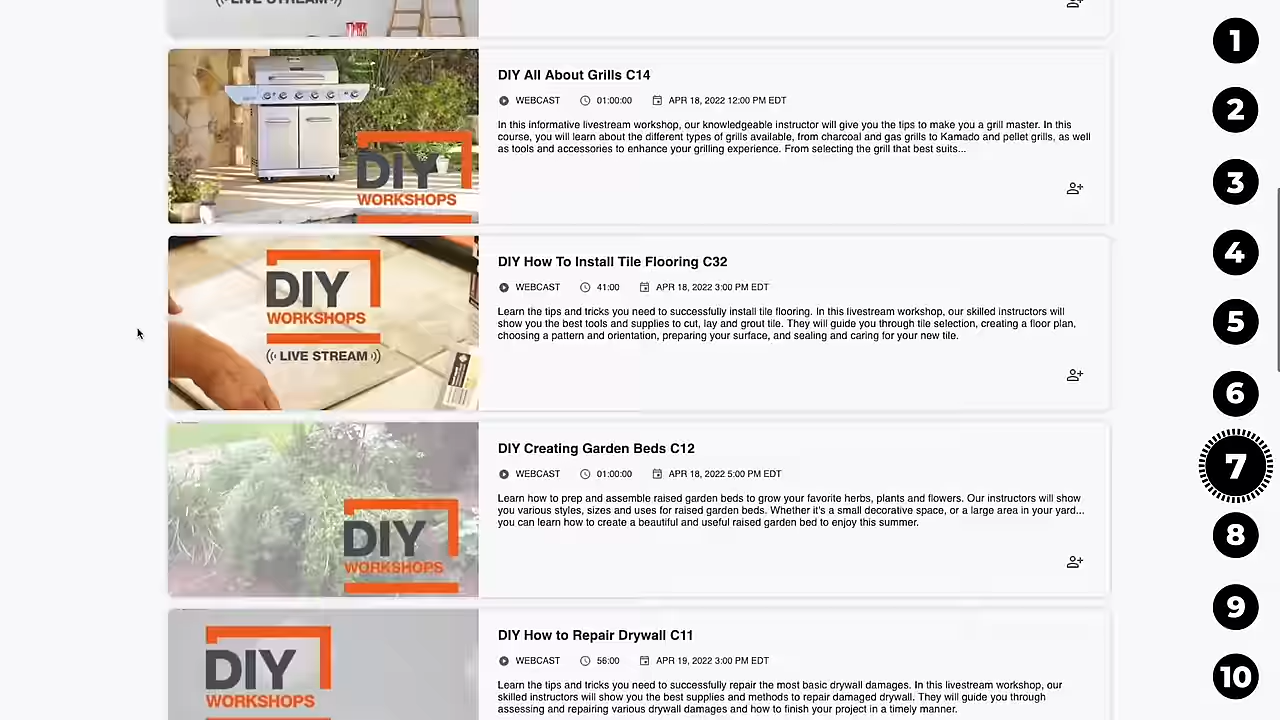 ((· LIVE STREAM ·))
DIY All About Grills C14
WEBCAST 01:00:00 APR 18, 2022 12:00 PM EDT
In this informative livestream workshop, our knowledgeable instructor will give you the tips to make you a grill master. In this
course, you will learn about the different types of grills available, from charcoal and gas grills to Kamado and pellet grills, as well
as tools and accessories to enhance your grilling experience. From selecting the grill that best suits...
DIY
WORKSHOPS
DIY How To Install Tile Flooring C32
WEBCAST 41:00 APR 18, 2022 3:00 PM EDT
Learn the tips and tricks you need to successfully install tile flooring. In this livestream workshop, our skilled instructors will
show you the best tools and supplies to cut, lay and grout tile. They will guide you through tile selection, creating a floor plan,
choosing a pattern and orientation, preparing your surface, and sealing and caring for your new tile.
DIY
WORKSHOPS
LIVE STREAM
DIY Creating Garden Beds C12
WEBCAST 01:00:00 APR 18, 2022 5:00 PM EDT
Learn how to prep and assemble raised garden beds to grow your favorite herbs, plants and flowers. Our instructors will show
you various styles, sizes and uses for raised garden beds. Whether it's a small decorative space, or a large area in your yard...
you can learn how to create a beautiful and useful raised garden bed to enjoy this summer.
DIY
WORKSHOPS
DIY How to Repair Drywall C11
WEBCAST 56:00 APR 19, 2022 3:00 PM EDT
Learn the tips and tricks you need to successfully repair the most basic drywall damages. In this livestream workshop, our
skilled instructors will show you the best tools and methods to repair damaged drywall. They will guide you through
assessing and repairing various drywall damages and how to finish your project in a timely manner.
DIY
WORKSHOPS
1
2
3
4
5
6
7
8
9
10